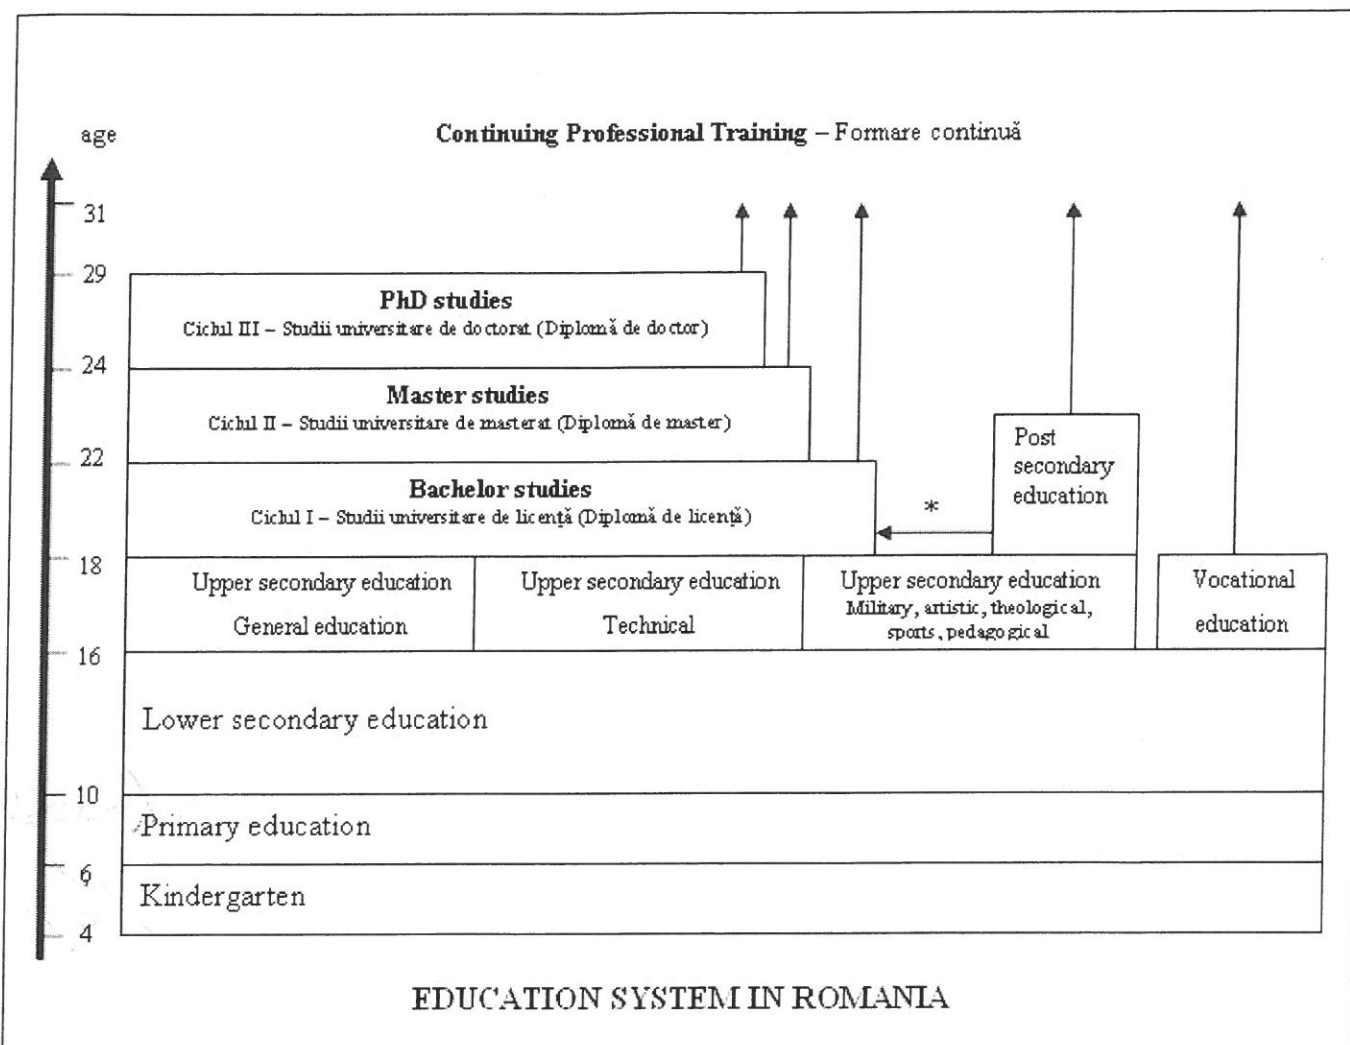 age
Continuing Professional Training – Formare continuă
31
29
PhD studies
Ciclul III – Studii universitare de doctorat (Diplomă de doctor)
24
Master studies
Ciclul II – Studii universitare de masterat (Diplomă de master)
22
Post
secondary
education
Bachelor studies
Ciclul I – Studii universitare de licență (Diplomă de licență)
*
18
Upper secondary education
General education
Upper secondary education
Technical
Upper secondary education
Military, artistic, theological,
sports, pedagogical
Vocational
education
16
Lower secondary education
10
Primary education
6
Kindergarten
4
EDUCATION SYSTEM IN ROMANIA